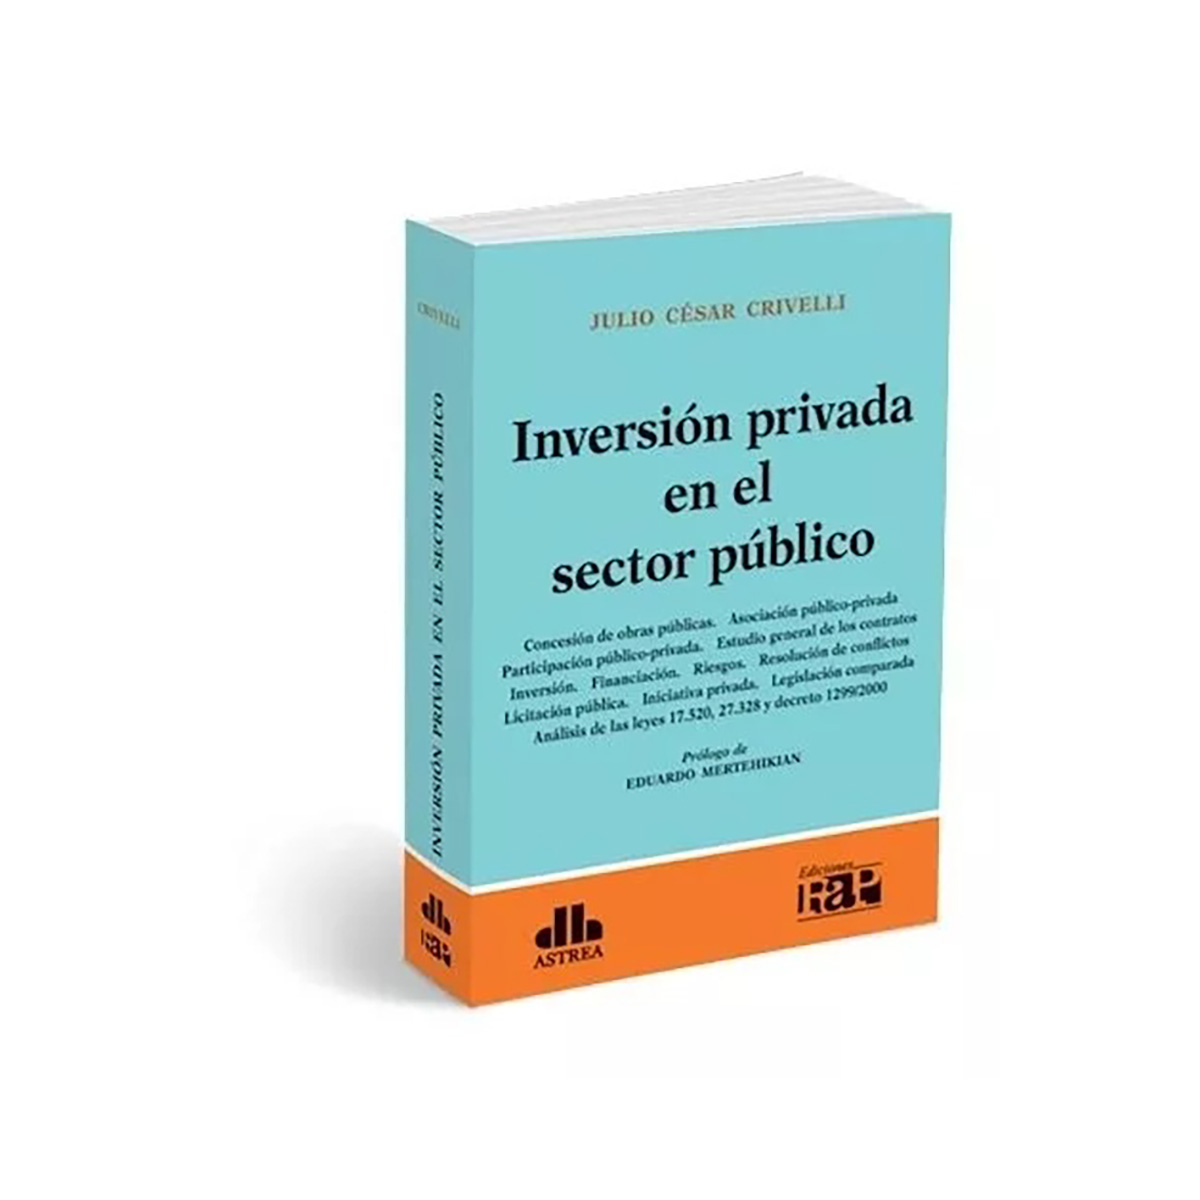 CRIVELLI
INVERSIÓN PRIVADA EN EL SECTOR PÚBLICO
RAP
JULIO CÉSAR CRIVELLI
Inversión privada
en el
sector público
Concesión de obras públicas. Asociación público-privada
Participación público-privada. Estudio general de los contratos
Inversión. Financiación. Riesgos. Resolución de conflictos
Licitación pública. Iniciativa privada. Legislación comparada
Análisis de las leyes 17.520, 27.328 y decreto 1299/2000
Prólogo de
EDUARDO MERTEHIKIAN
ASTREA
Ediciones
RaP